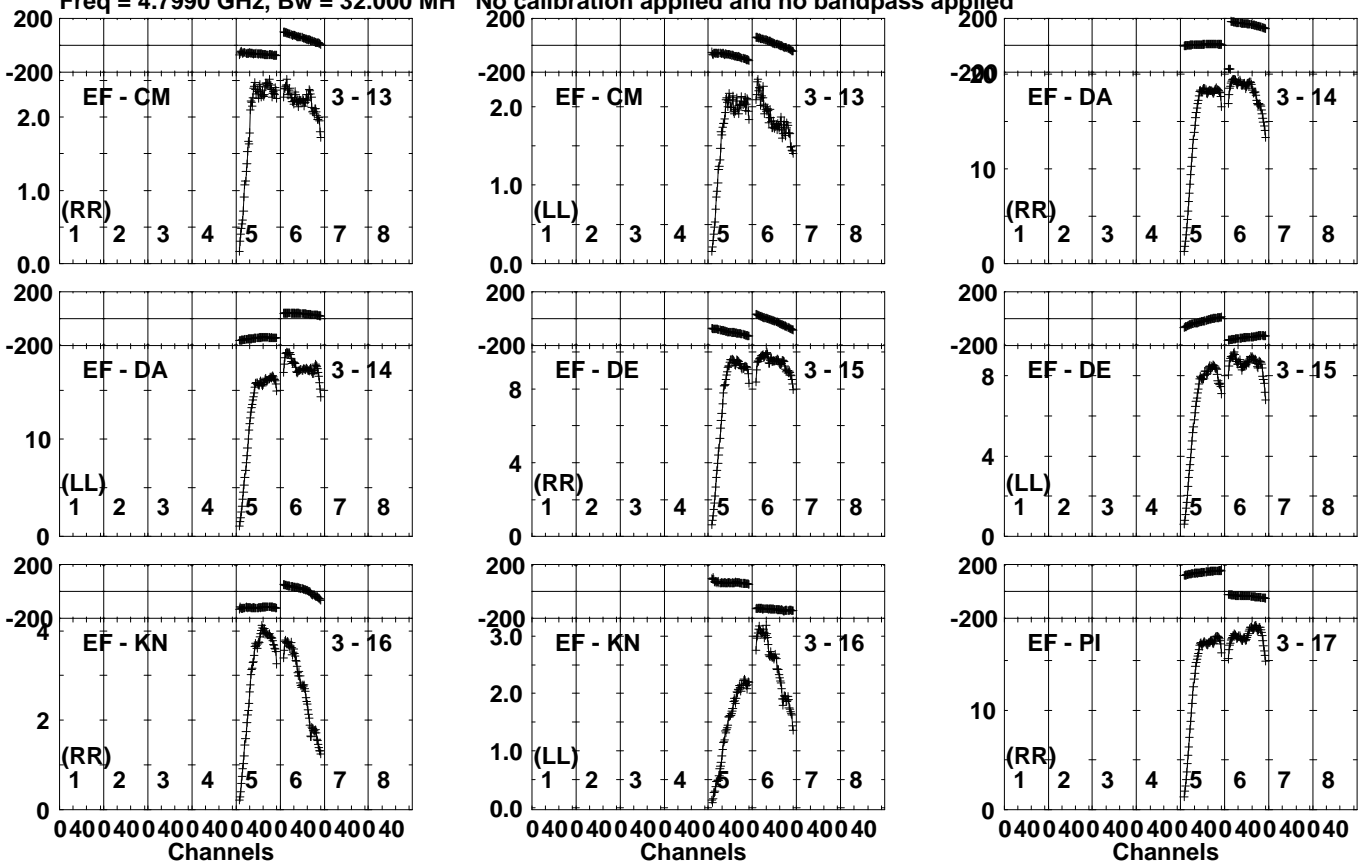 Freq = 4.7990 GHz, Bw = 32.000 MH No calibration applied and no bandpass applied
200
-200
EF - CM 3 - 13
2.0
1.0
(RR)
1 2 3 4 5 6 7 8
0.0
200
-200
EF - CM 3 - 13
2.0
1.0
(LL)
1 2 3 4 5 6 7 8
0.0
200
-200
20
EF - DA 3 - 14
10
(RR)
1 2 3 4 5 6 7 8
0
200
-200
EF - DA 3 - 14
10
(LL)
1 2 3 4 5 6 7 8
0
200
-200
EF - DE 3 - 15
8
4
(RR)
1 2 3 4 5 6 7 8
0
200
-200
EF - DE 3 - 15
8
4
(LL)
1 2 3 4 5 6 7 8
0
200
-200
4
EF - KN 3 - 16
2
(RR)
1 2 3 4 5 6 7 8
0
0 40 0 40 0 40 0 40 0 40 0 40 0 40 0 40
Channels
200
-200
3.0
EF - KN 3 - 16
2.0
1.0
(LL)
1 2 3 4 5 6 7 8
0.0
0 40 0 40 0 40 0 40 0 40 0 40 0 40 0 40
Channels
200
-200
EF - PI 3 - 17
10
(RR)
1 2 3 4 5 6 7 8
0
0 40 0 40 0 40 0 40 0 40 0 40 0 40 0 40
Channels